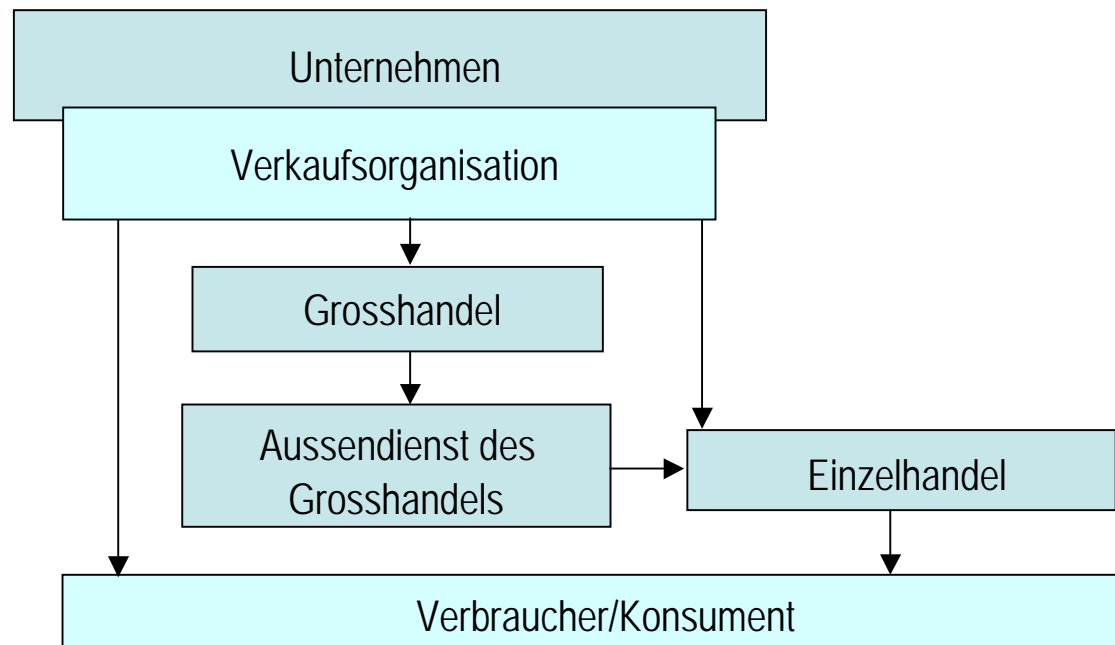 Unternehmen
Verkaufsorganisation
Grosshandel
Aussendienst des
Grosshandels
Einzelhandel
Verbraucher/Konsument